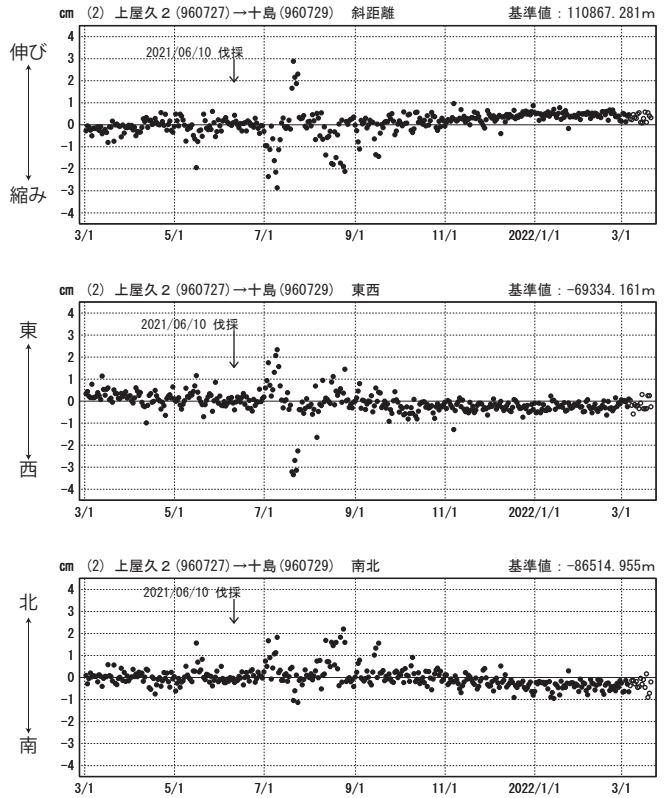 cm (2) 上屋久２(960727)→十島(960729) 斜距離 基準値：110867.281ｍ
伸び
縮み
2021/06/10 伐採
4
3
2
1
0
-1
-2
-3
-4
3/1 5/1 7/1 9/1 11/1 2022/1/1 3/1
cm (2) 上屋久２(960727)→十島(960729) 東西 基準値：-69334.161ｍ
東
西
2021/06/10 伐採
4
3
2
1
0
-1
-2
-3
-4
3/1 5/1 7/1 9/1 11/1 2022/1/1 3/1
cm (2) 上屋久２(960727)→十島(960729) 南北 基準値：-86514.955ｍ
北
南
2021/06/10 伐採
4
3
2
1
0
-1
-2
-3
-4
3/1 5/1 7/1 9/1 11/1 2022/1/1 3/1